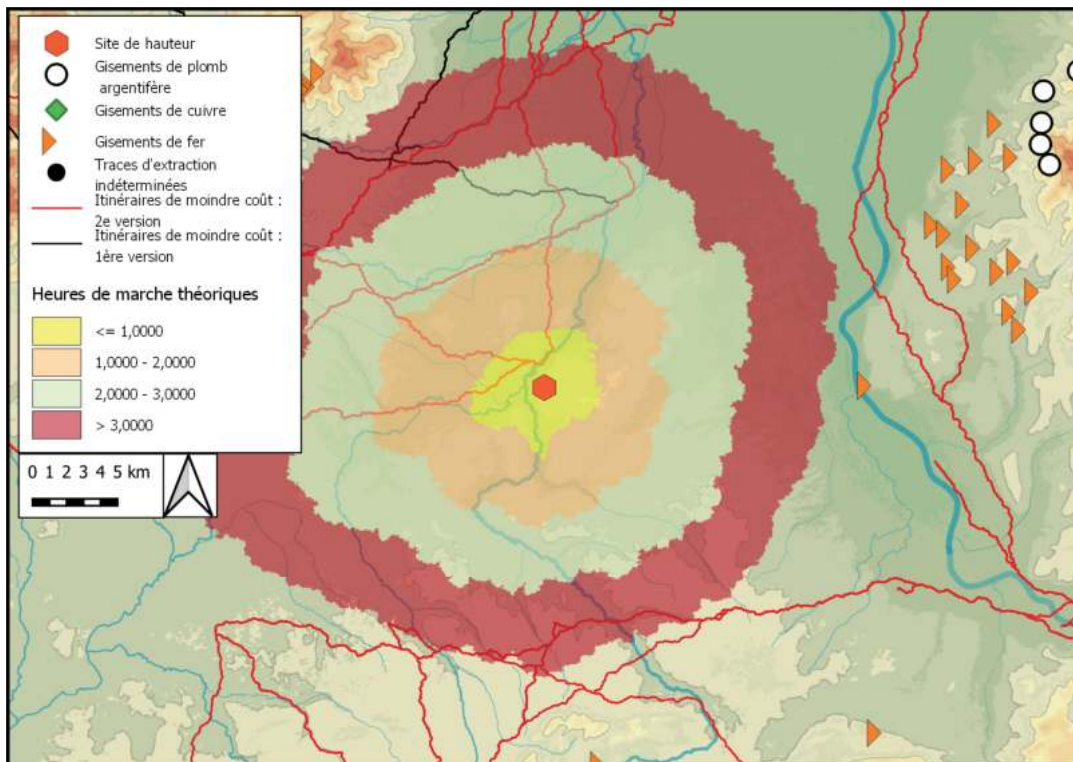 Site de hauteur
Gisements de plomb
argentifère
Gisements de cuivre
Gisements de fer
Traces d'extraction
indéterminées
Itinéraires de moindre coût :
2e version
Itinéraires de moindre coût :
1ère version
Heures de marche théoriques
<= 1,0000
1,0000 - 2,0000
2,0000 - 3,0000
> 3,0000
0 1 2 3 4 5 km